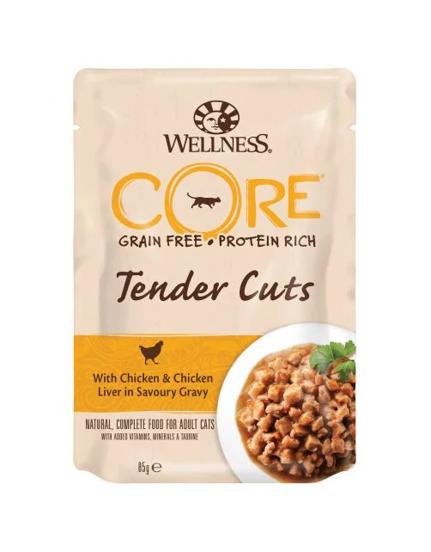 WELLNESS®
CORE®
GRAIN FREE • PROTEIN RICH
Tender Cuts
With Chicken & Chicken
Liver in Savoury Gravy
NATURAL, COMPLETE FOOD FOR ADULT CATS
WITH ADDED VITAMINS, MINERALS & TAURINE
85g e